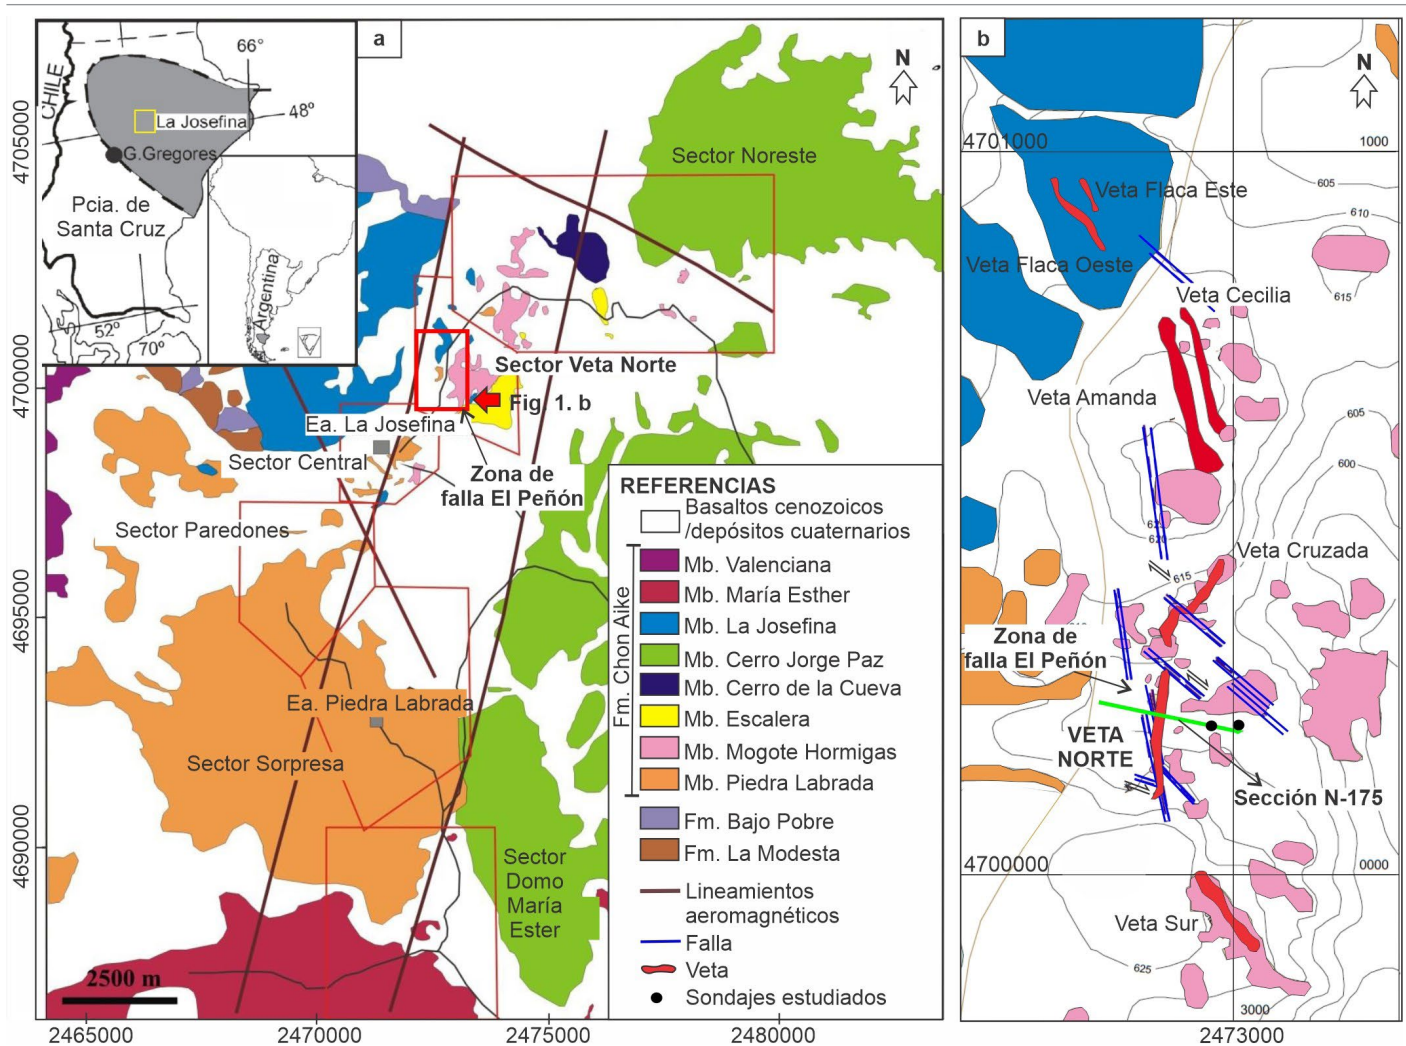 a
N
66°
48°
CHILE
La Josefina
G.Gregores
Pcia. de
Santa Cruz
Argentina
52°
70°
4705000
4700000
4695000
4690000
2465000
2470000
2475000
2480000
Sector Noreste
Sector Veta Norte
Fig. 1. b
Ea. La Josefina
Sector Central
Zona de
falla El Peñón
Sector Paredones
Ea. Piedra Labrada
Sector Sorpresa
Sector
Domo
María
Ester
2500 m
REFERENCIAS
Basaltos cenozoicos
/depósitos cuaternarios
Fm. Chon Aike
Mb. Valenciana
Mb. María Esther
Mb. La Josefina
Mb. Cerro Jorge Paz
Mb. Cerro de la Cueva
Mb. Escalera
Mb. Mogote Hormigas
Mb. Piedra Labrada
Fm. Bajo Pobre
Fm. La Modesta
Lineamientos
aeromagnéticos
Falla
Veta
Sondajes estudiados
b
N
4701000
1000
605
610
615
Veta Flaca Este
Veta Flaca Oeste
Veta Cecilia
Veta Amanda
605
600
620
615
Veta Cruzada
Zona de
falla El Peñón
VETA
NORTE
Sección N-175
4700000
0000
Veta Sur
625
3000
2473000